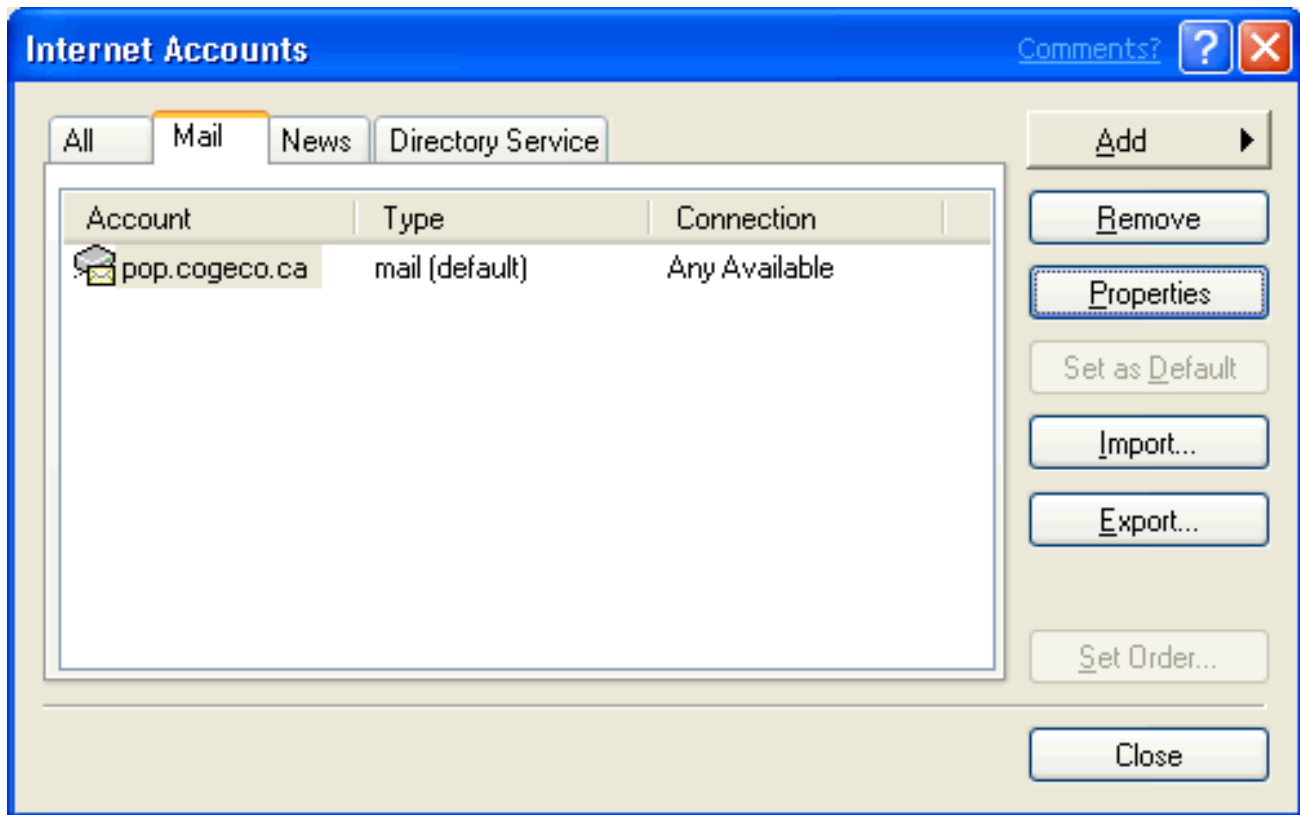 Internet Accounts Comments? ?
All Mail News Directory Service
Add
Account Type Connection
Remove
pop.cogeco.ca mail (default) Any Available
Properties
Set as Default
Import...
Export...
Set Order...
Close